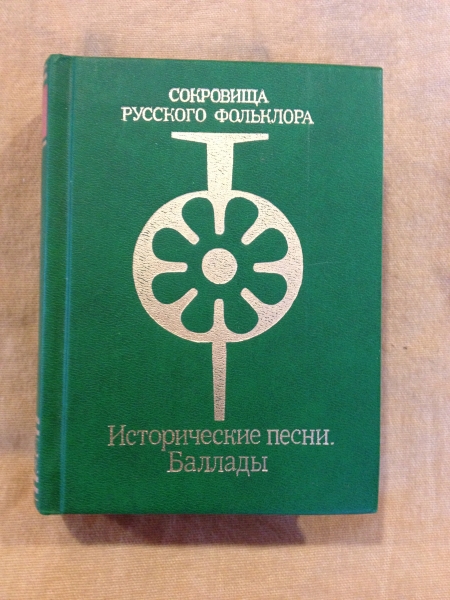 СОКРОВИЩА
РУССКОГО ФОЛЬКЛОРА
Исторические песни.
Баллады